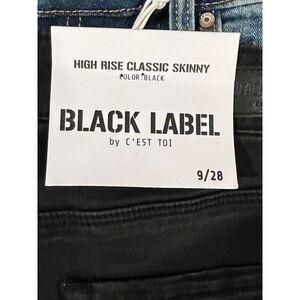 HIGH RISE CLASSIC SKINNY
COLOR:BLACK
BLACK LABEL
by C'EST TOI
9/28